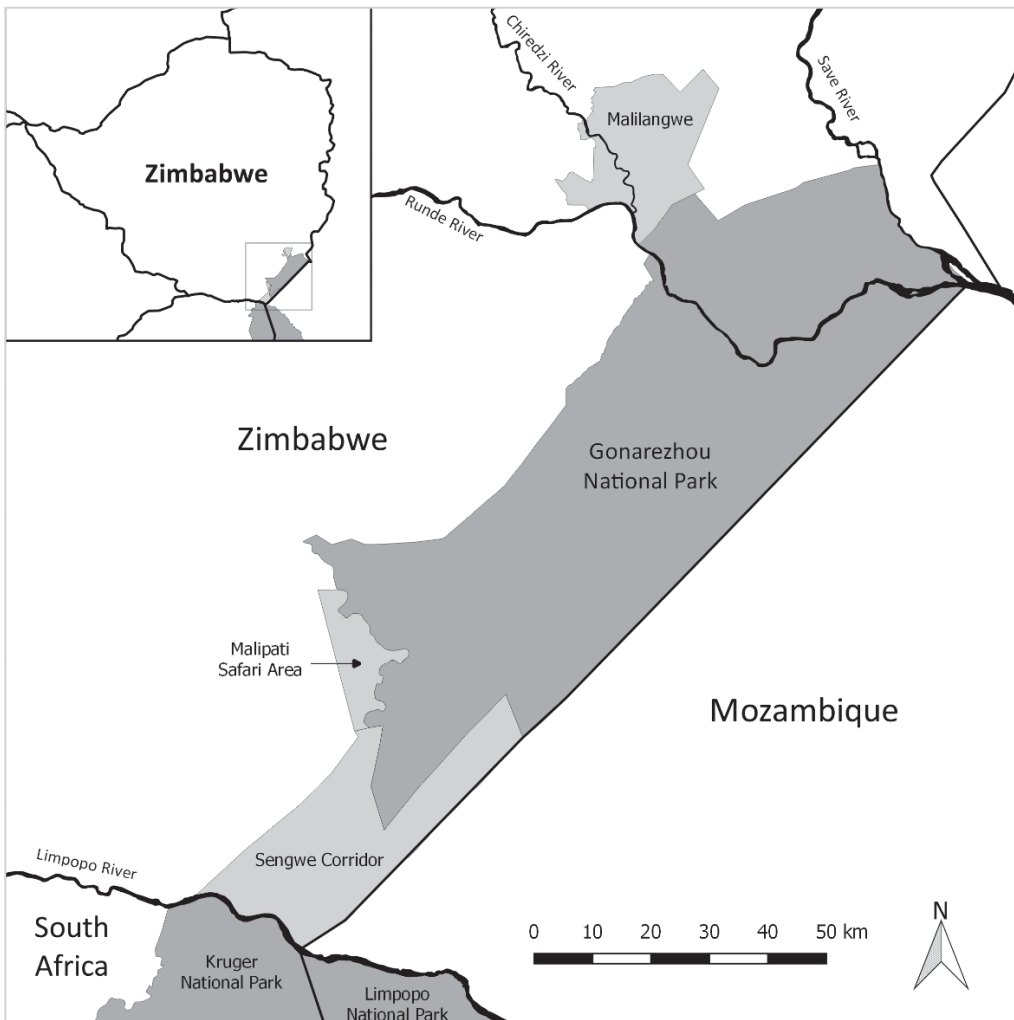 Chiredzi River
Save River
Malilangwe
Zimbabwe
Runde River
Zimbabwe
Gonarezhou
National Park
Malipati
Safari Area
Mozambique
Sengwe Corridor
Limpopo River
South
Africa
Kruger
National Park
Limpopo
National Park
0 10 20 30 40 50 km
N